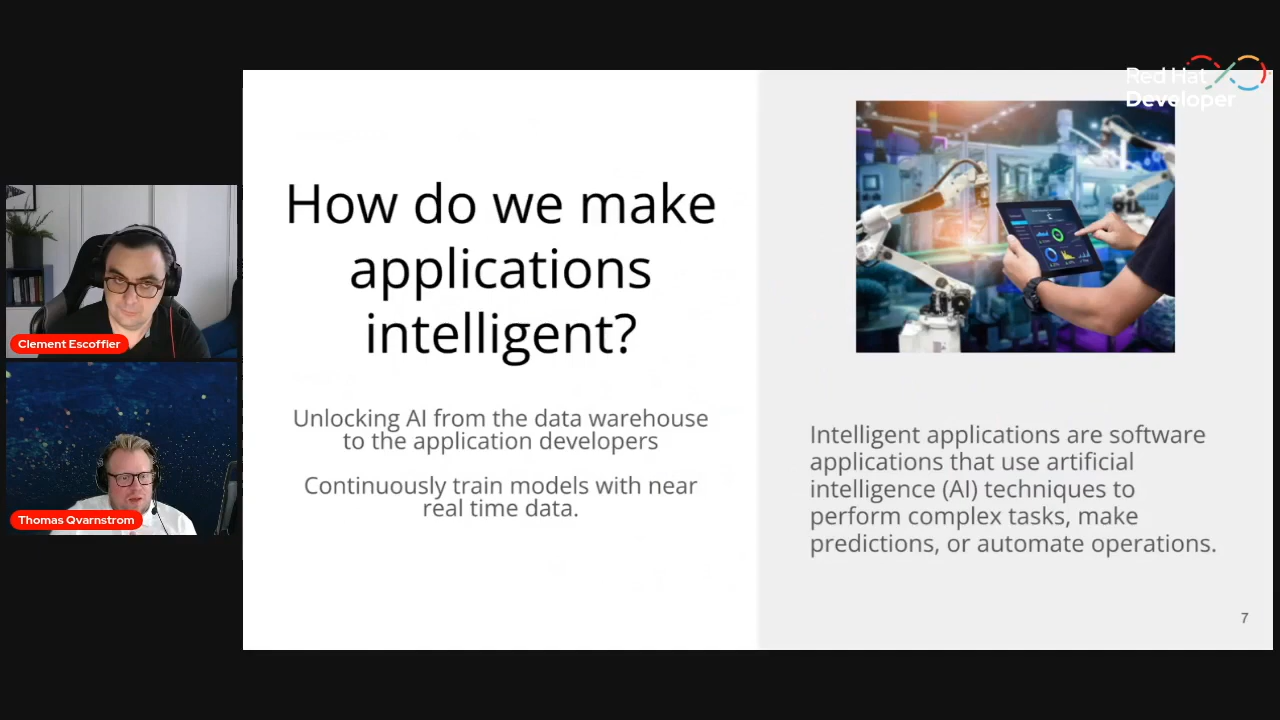 Red Hat
Developer
Clement Escoffier
Thomas Qvarnstrom
How do we make
applications
intelligent?
Unlocking AI from the data warehouse
to the application developers
Continuously train models with near
real time data.
Intelligent applications are software
applications that use artificial
intelligence (AI) techniques to
perform complex tasks, make
predictions, or automate operations.
7